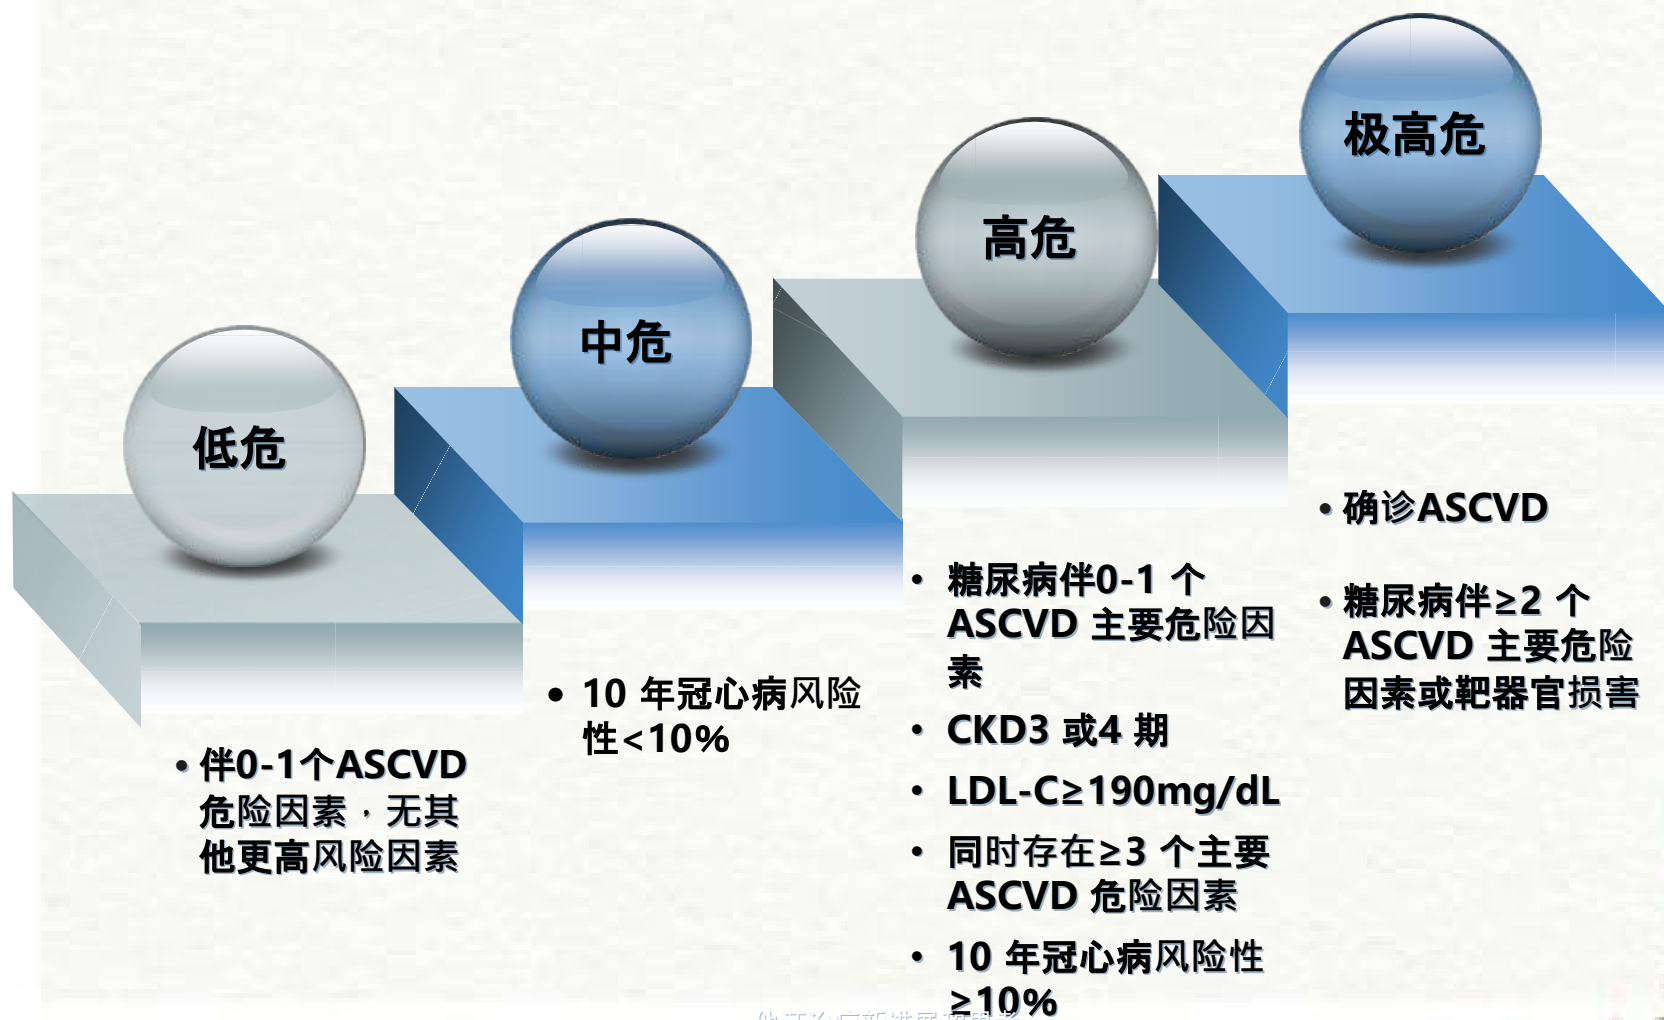 低危
中危
高危
极高危
• 伴0-1个ASCVD
危险因素，无其
他更高风险因素
• 10 年冠心病风险
性<10%
• 糖尿病伴0-1 个
ASCVD 主要危险因
素
• CKD3 或4 期
• LDL-C≥190mg/dL
• 同时存在≥3 个主要
ASCVD 危险因素
• 10 年冠心病风险性
≥10%
• 确诊ASCVD
• 糖尿病伴≥2 个
ASCVD 主要危险
因素或靶器官损害